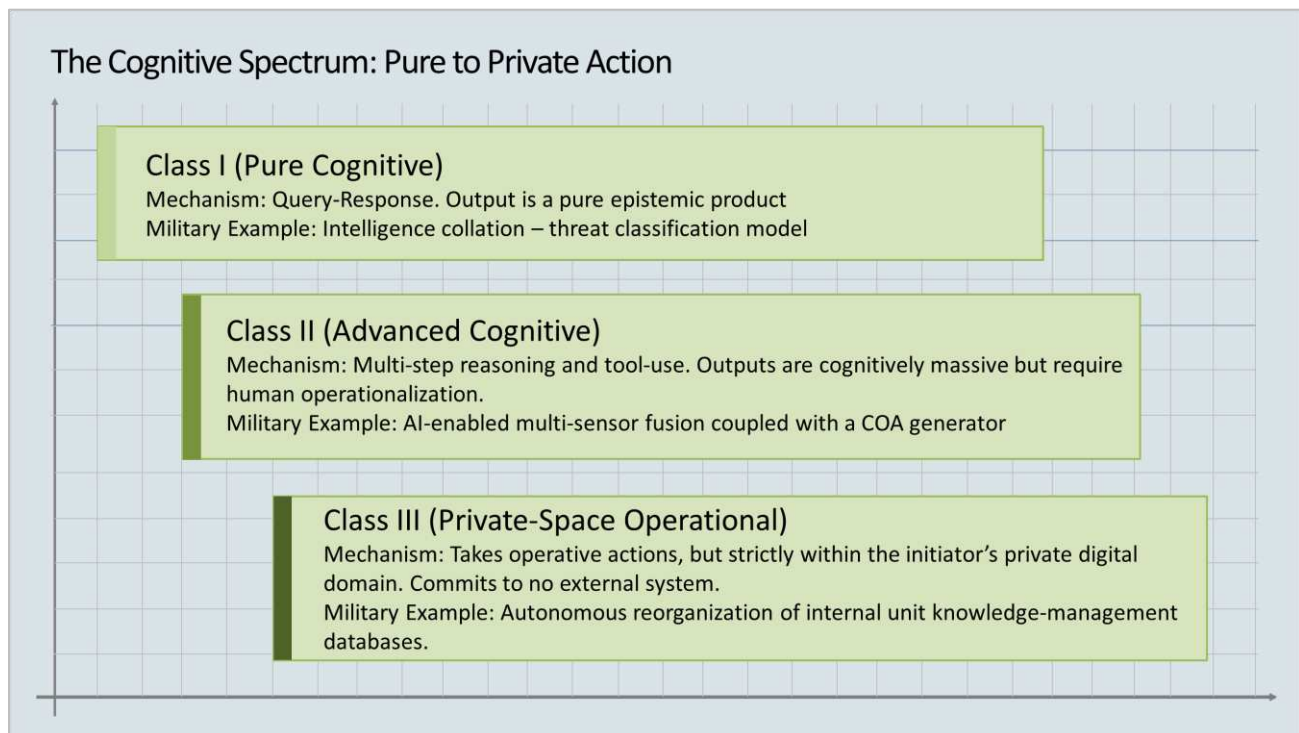 The Cognitive Spectrum: Pure to Private Action
Class I (Pure Cognitive)
Mechanism: Query-Response. Output is a pure epistemic product
Military Example: Intelligence collation – threat classification model
Class II (Advanced Cognitive)
Mechanism: Multi-step reasoning and tool-use. Outputs are cognitively massive but require
human operationalization.
Military Example: AI-enabled multi-sensor fusion coupled with a COA generator
Class III (Private-Space Operational)
Mechanism: Takes operative actions, but strictly within the initiator’s private digital
domain. Commits to no external system.
Military Example: Autonomous reorganization of internal unit knowledge-management
databases.